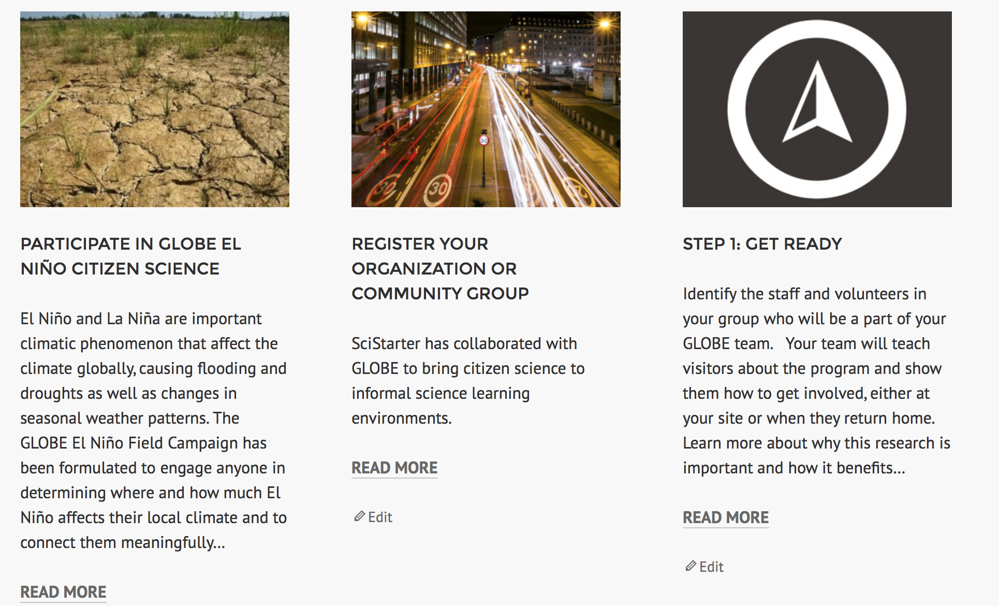 30
30
30
PARTICIPATE IN GLOBE EL
NIÑO CITIZEN SCIENCE
El Niño and La Niña are important
climatic phenomenon that affect the
climate globally, causing flooding and
droughts as well as changes in
seasonal weather patterns. The
GLOBE El Niño Field Campaign has
been formulated to engage anyone in
determining where and how much El
Niño affects their local climate and to
connect them meaningfully...
READ MORE
REGISTER YOUR
ORGANIZATION OR
COMMUNITY GROUP
SciStarter has collaborated with
GLOBE to bring citizen science to
informal science learning
environments.
READ MORE
Edit
STEP 1: GET READY
Identify the staff and volunteers in
your group who will be a part of your
GLOBE team.   Your team will teach
visitors about the program and show
them how to get involved, either at
your site or when they return home.
Learn more about why this research is
important and how it benefits...
READ MORE
Edit